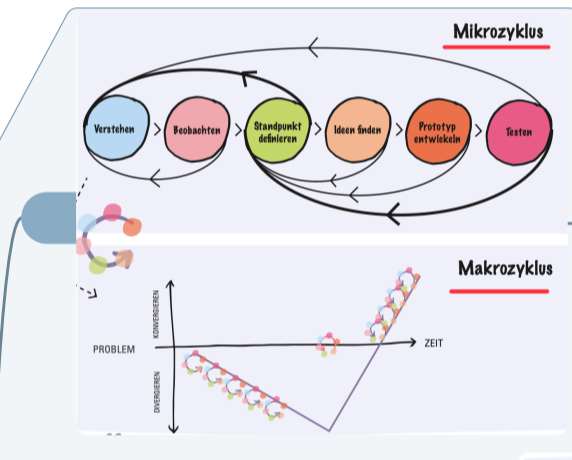 Mikrozyklus
Verstehen
Beobachten
Standpunkt
definieren
Ideen finden
Prototyp
entwickeln
Testen
Makrozyklus
KONVERGIEREN
PROBLEM
ZEIT
DIVERGIEREN